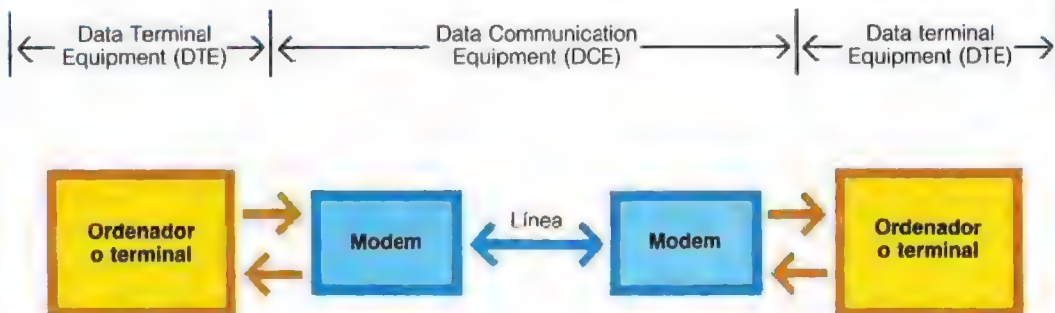 Data Terminal
Equipment (DTE)
Data Communication
Equipment (DCE)
Data terminal
Equipment (DTE)
Ordenador
o terminal
Modem
Línea
Modem
Ordenador
o terminal